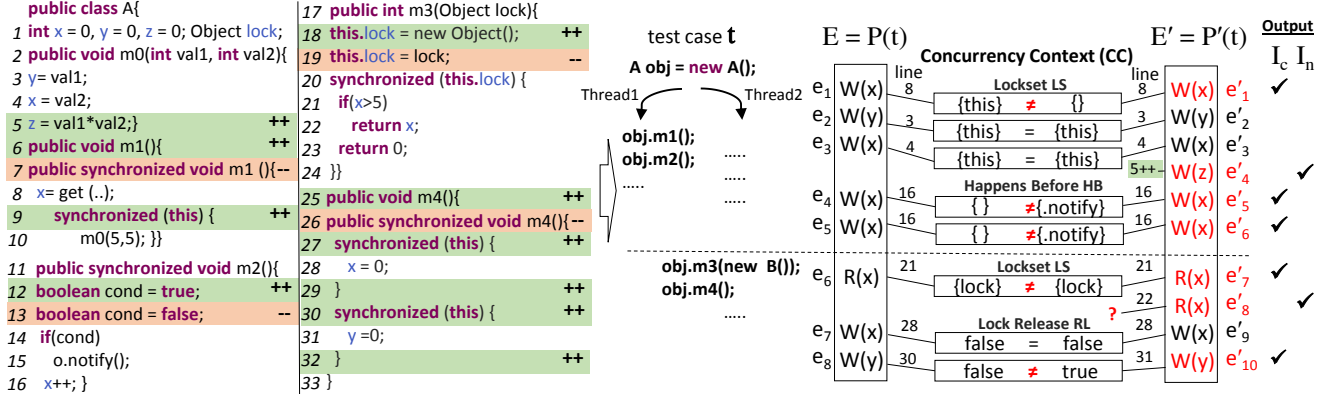 public class A{
1 int x = 0, y = 0, z = 0; Object lock;
2 public void m0(int val1, int val2){
3 y= val1;
4 x = val2;
5 z = val1*val2;} ++
6 public void m1(){ ++
7 public synchronized void m1 (){--
8 x= get (..);
9 synchronized (this) { ++
10 m0(5,5); }}
11 public synchronized void m2(){
12 boolean cond = true; ++
13 boolean cond = false; --
14 if(cond)
15 o.notify();
16 x++; }
17 public int m3(Object lock){
18 this.lock = new Object(); ++
19 this.lock = lock; --
20 synchronized (this.lock) {
21 if(x>5)
22 return x;
23 return 0;
24 }}
25 public void m4(){ ++
26 public synchronized void m4(){--
27 synchronized (this) { ++
28 x = 0;
29 } ++
30 synchronized (this) { ++
31 y =0;
32 } ++
33 }
test case t
A obj = new A();
Thread1 Thread2
obj.m1();
obj.m2(); .....
..... .....
.....
obj.m3(new B());
obj.m4();
.....
E = P(t) E′ = P′(t) Output
Concurrency Context (CC) I_c I_n
line line
Lockset LS
e1 W(x) 8 {this} ≠ {} 8 W(x) e′1 ✓
e2 W(y) 3 {this} = {this} 3 W(y) e′2
e3 W(x) 4 {this} = {this} 4 W(x) e′3
5++ W(z) e′4 ✓
Happens Before HB
e4 W(x) 16 { } ≠{.notify} 16 W(x) e′5 ✓
e5 W(x) 16 { } ≠{.notify} 16 W(x) e′6 ✓
Lockset LS
e6 R(x) 21 {lock} ≠ {lock} 21 R(x) e′7 ✓
? 22 R(x) e′8 ✓
Lock Release RL
e7 W(x) 28 false = false 28 W(x) e′9
e8 W(y) 30 false ≠ true 31 W(y) e′10 ✓